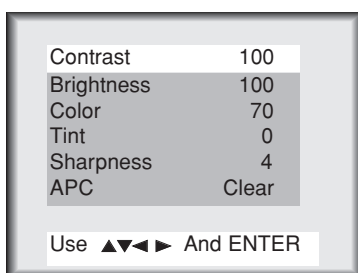 Contrast 100
Brightness 100
Color 70
Tint 0
Sharpness 4
APC Clear
Use ▲▼◄ ► And ENTER